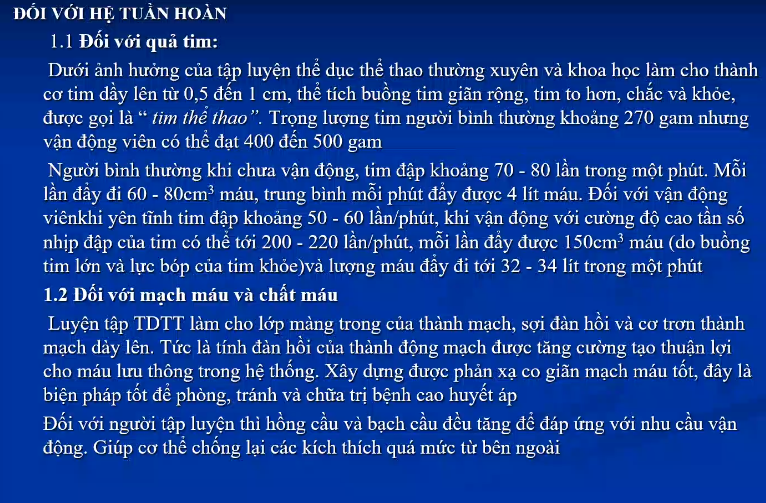 ĐỐI VỚI HỆ TUẦN HOÀN
1.1 Đối với quả tim:
Dưới ảnh hưởng của tập luyện thể dục thể thao thường xuyên và khoa học làm cho thành
cơ tim dầy lên từ 0,5 đến 1 cm, thể tích buồng tim giãn rộng, tim to hơn, chắc và khỏe,
được gọi là “ tim thể thao”. Trọng lượng tim người bình thường khoảng 270 gam nhưng
vận động viên có thể đạt 400 đến 500 gam
Người bình thường khi chưa vận động, tim đập khoảng 70 - 80 lần trong một phút. Mỗi
lần đẩy đi 60 - 80cm³ máu, trung bình mỗi phút đẩy được 4 lít máu. Đối với vận động
viênkhi yên tĩnh tim đập khoảng 50 - 60 lần/phút, khi vận động với cường độ cao tần số
nhịp đập của tim có thể tới 200 - 220 lần/phút, mỗi lần đẩy được 150cm³ máu (do buồng
tim lớn và lực bóp của tim khỏe)và lượng máu đẩy đi tới 32 - 34 lít trong một phút
1.2 Đối với mạch máu và chất máu
Luyện tập TDTT làm cho lớp màng trong của thành mạch, sợi đàn hồi và cơ trơn thành
mạch dày lên. Tức là tính đàn hồi của thành động mạch được tăng cường tạo thuận lợi
cho máu lưu thông trong hệ thống. Xây dựng được phản xạ co giãn mạch máu tốt, đây là
biện pháp tốt để phòng, tránh và chữa trị bệnh cao huyết áp
Đối với người tập luyện thì hồng cầu và bạch cầu đều tăng để đáp ứng với nhu cầu vận
động. Giúp cơ thể chống lại các kích thích quá mức từ bên ngoài